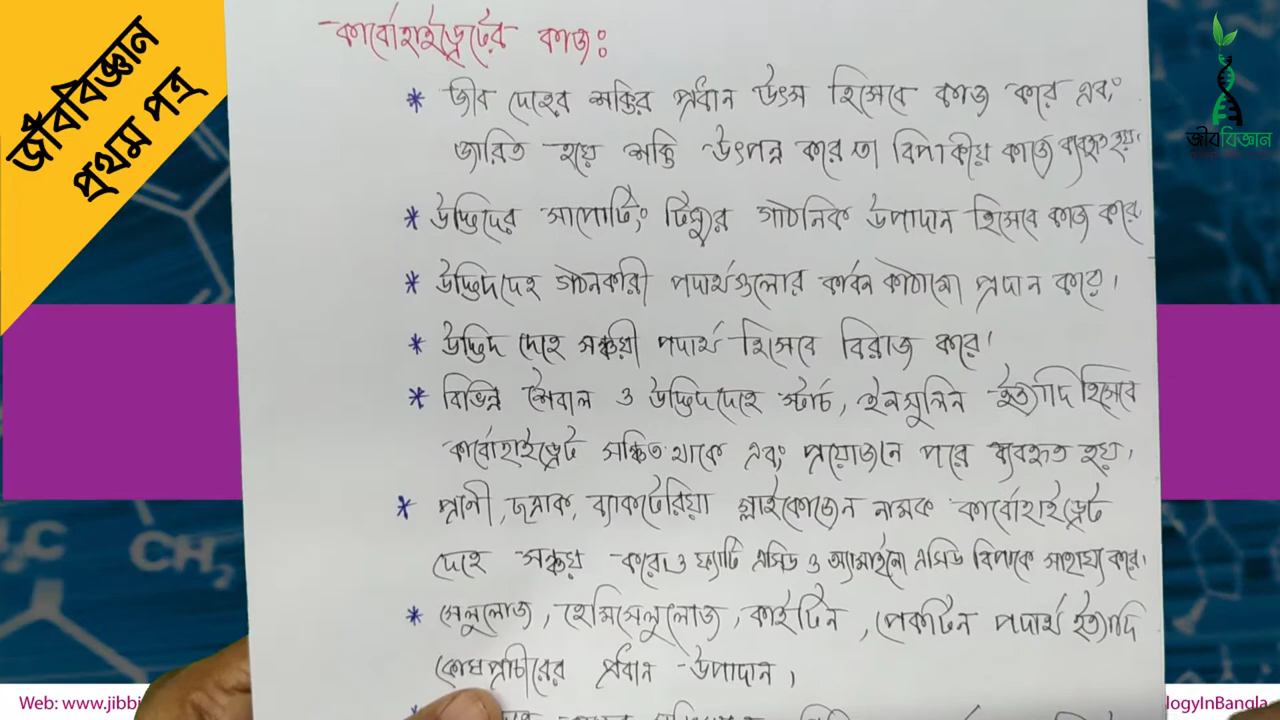 জীববিজ্ঞান
প্রথম পত্র
কার্বোহাইড্রেটের কাজঃ
* জীব দেহের শক্তির প্রধান উৎস হিসেবে কাজ করে এবং
জারিত হয়ে শক্তি উৎপন্ন করে তা বিপাকীয় কাজে ব্যবহৃত হয়।
* উদ্ভিদের সাপোর্টিং টিস্যুর গাঠনিক উপাদান হিসেবে কাজ করে।
* উদ্ভিদদেহ গঠনকারী পদার্থগুলোর কার্বন কাঠামো প্রদান করে।
* উদ্ভিদ দেহে সঞ্চয়ী পদার্থ হিসেবে বিরাজ করে।
* বিভিন্ন শৈবাল ও উদ্ভিদদেহে স্টার্চ, ইনসুলিন ইত্যাদি হিসেবে
কার্বোহাইড্রেট সঞ্চিত থাকে এবং প্রয়োজনে পরে ব্যবহৃত হয়।
* প্রাণী, ছত্রাক, ব্যাকটেরিয়া গ্লাইকোজেন নামক কার্বোহাইড্রেট
দেহে সঞ্চয় করে ও ফ্যাটি এসিড ও অ্যামাইনো এসিড বিপাকে সাহায্য করে।
* সেলুলোজ, হেমিসেলুলোজ, কাইটিন, পেকটিন পদার্থ ইত্যাদি
কোষপ্রাচীরের প্রধান উপাদান।
জীববিজ্ঞান
CH
Web: www.jibbi
logyInBangla